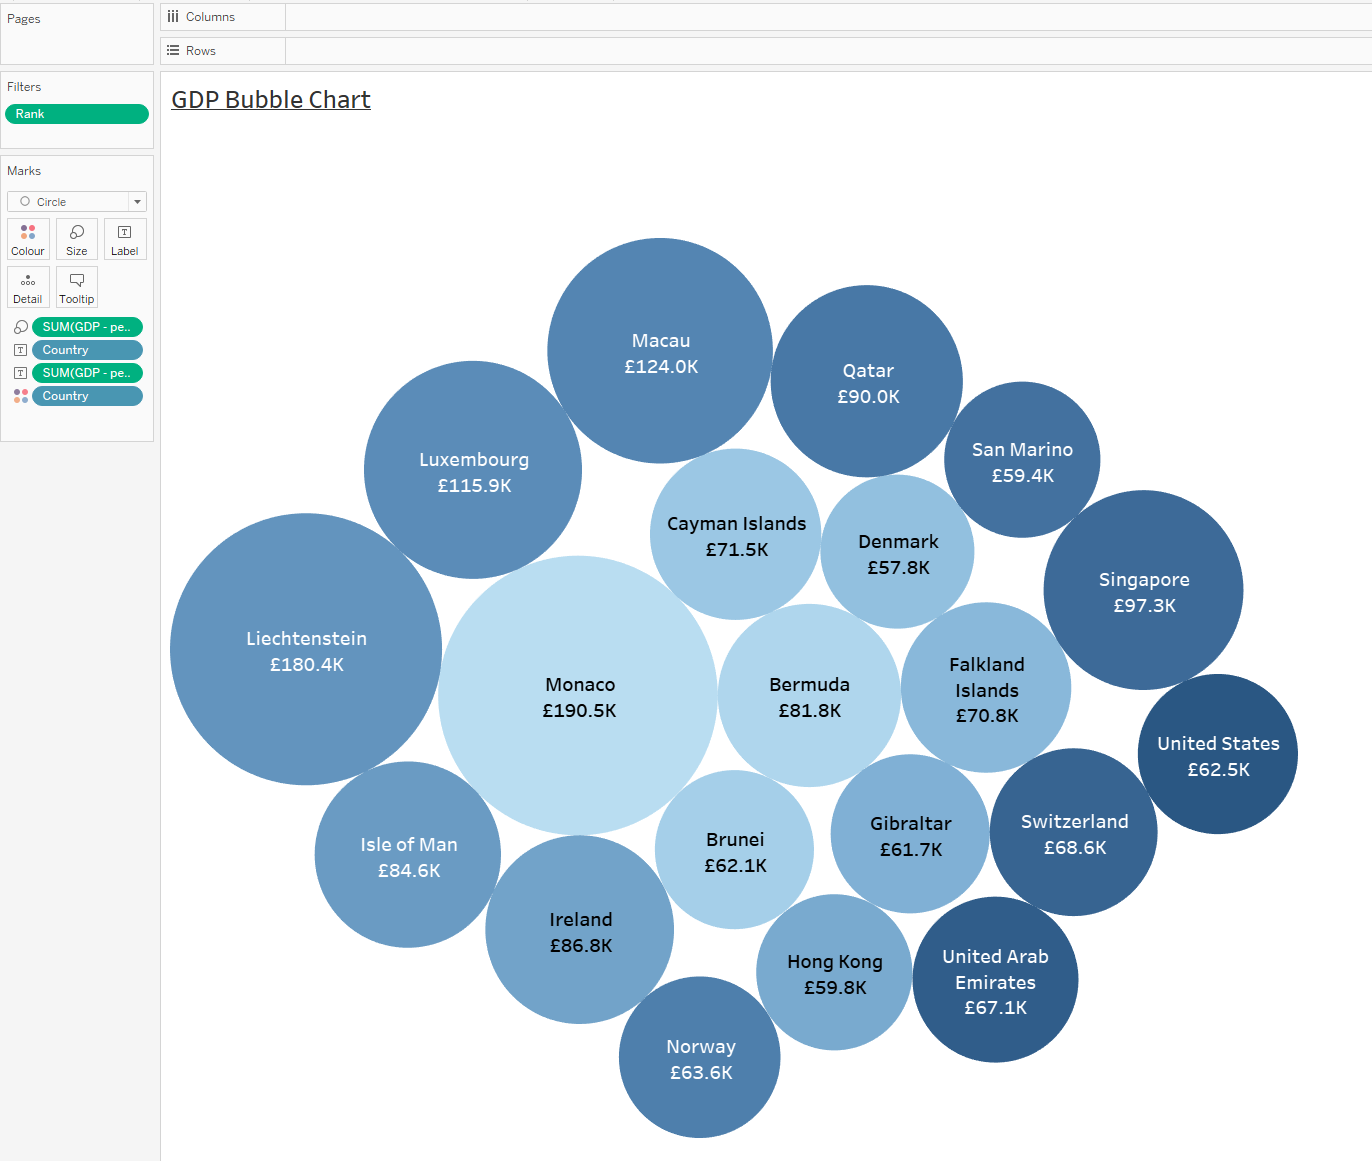 Pages
Columns
Rows
Filters
Rank
Marks
Circle
Colour
Size
Label
Detail
Tooltip
SUM(GDP - pe..
Country
SUM(GDP - pe..
Country
GDP Bubble Chart
Macau
£124.0K
Qatar
£90.0K
San Marino
£59.4K
Luxembourg
£115.9K
Cayman Islands
£71.5K
Denmark
£57.8K
Singapore
£97.3K
Liechtenstein
£180.4K
Monaco
£190.5K
Bermuda
£81.8K
Falkland
Islands
£70.8K
United States
£62.5K
Isle of Man
£84.6K
Brunei
£62.1K
Gibraltar
£61.7K
Switzerland
£68.6K
Ireland
£86.8K
Hong Kong
£59.8K
United Arab
Emirates
£67.1K
Norway
£63.6K